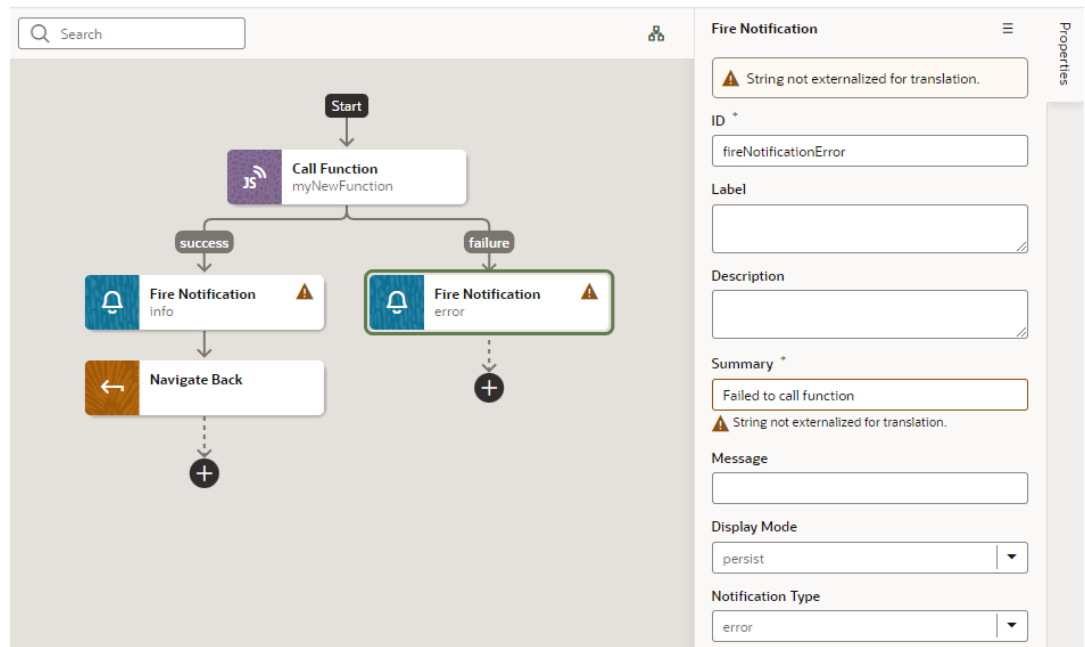 Search
Start
Call Function
myNewFunction
success
failure
Fire Notification
info
Fire Notification
error
Navigate Back
Fire Notification
Properties
String not externalized for translation.
ID *
fireNotificationError
Label
Description
Summary *
Failed to call function
String not externalized for translation.
Message
Display Mode
persist
Notification Type
error